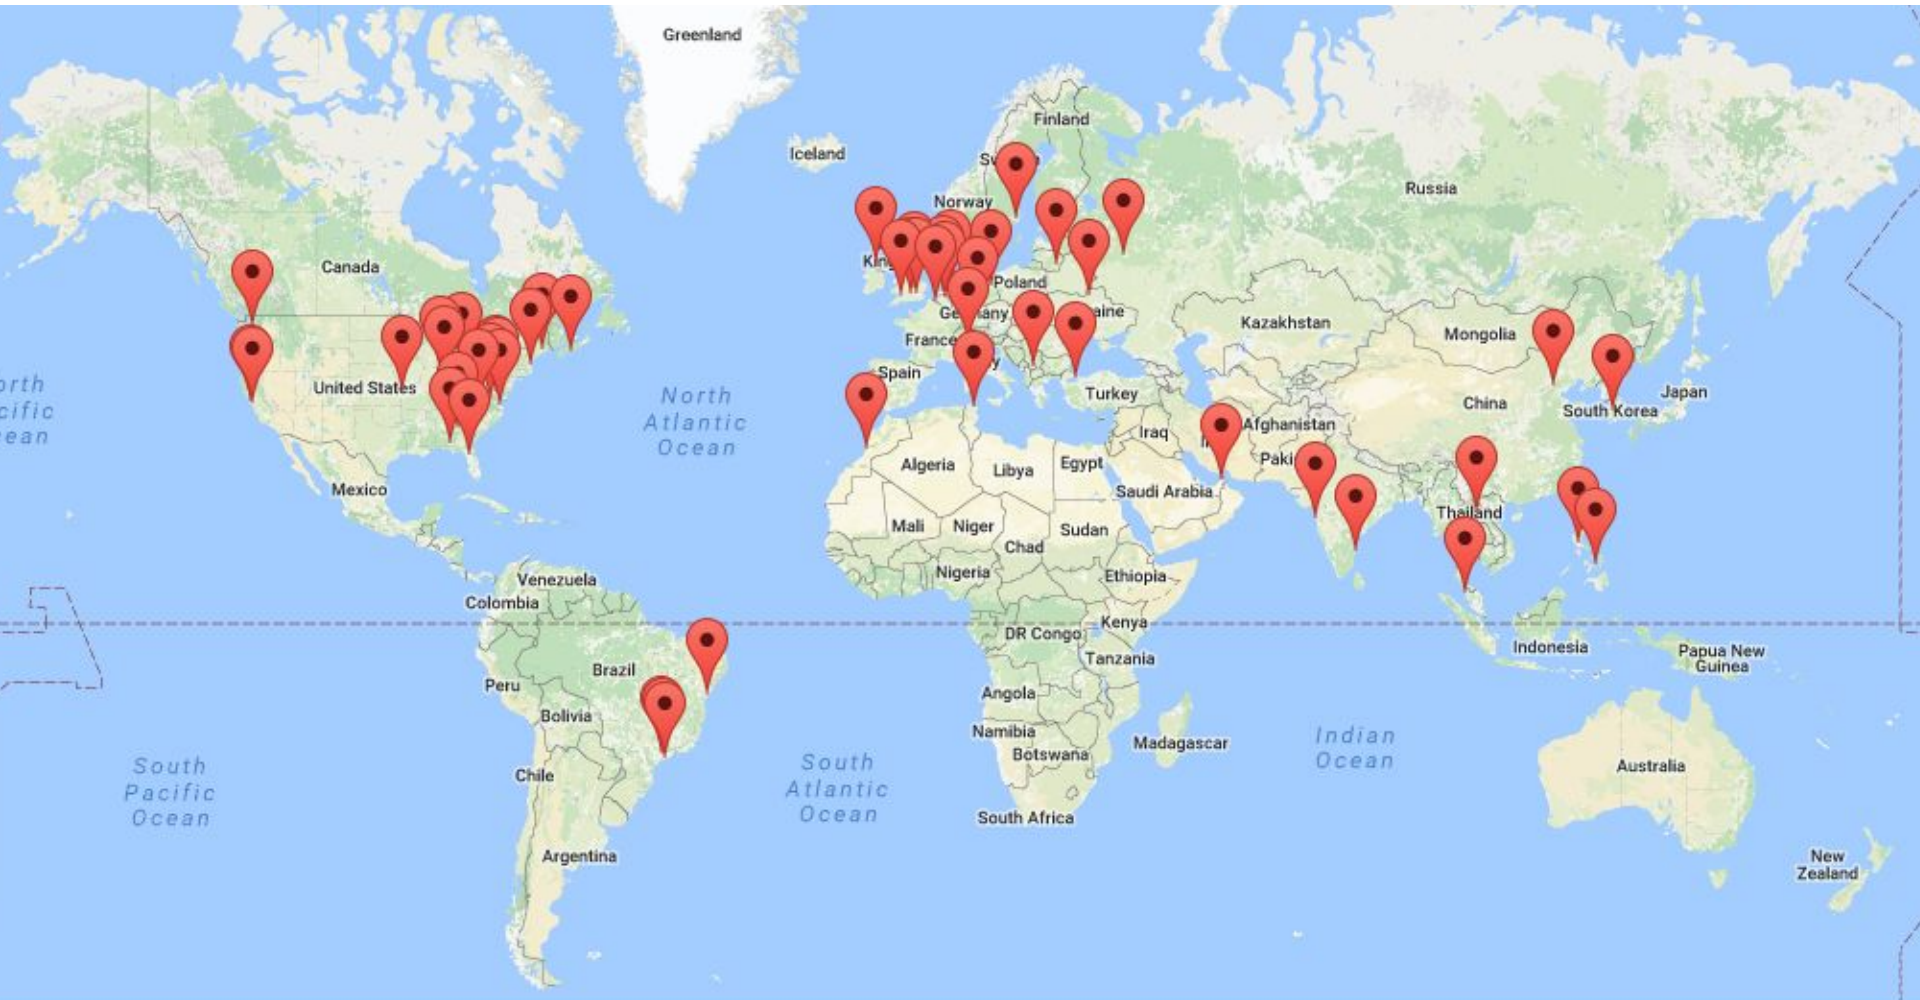 Greenland
Iceland
Finland
Norway
Russia
Canada
Poland
Kazakhstan
Mongolia
France
United States
Spain
Turkey
China
Japan
South Korea
North
Atlantic
Ocean
Iraq
Afghanistan
Algeria
Libya
Egypt
Saudi Arabia
Mexico
Thailand
Mali
Niger
Sudan
Chad
Nigeria
Ethiopia
Venezuela
Colombia
Kenya
DR Congo
Tanzania
Indonesia
Papua New
Guinea
Brazil
Peru
Angola
Bolivia
Namibia
Botswana
Madagascar
Indian
Ocean
South
Pacific
Ocean
South
Atlantic
Ocean
Chile
Australia
South Africa
Argentina
New
Zealand